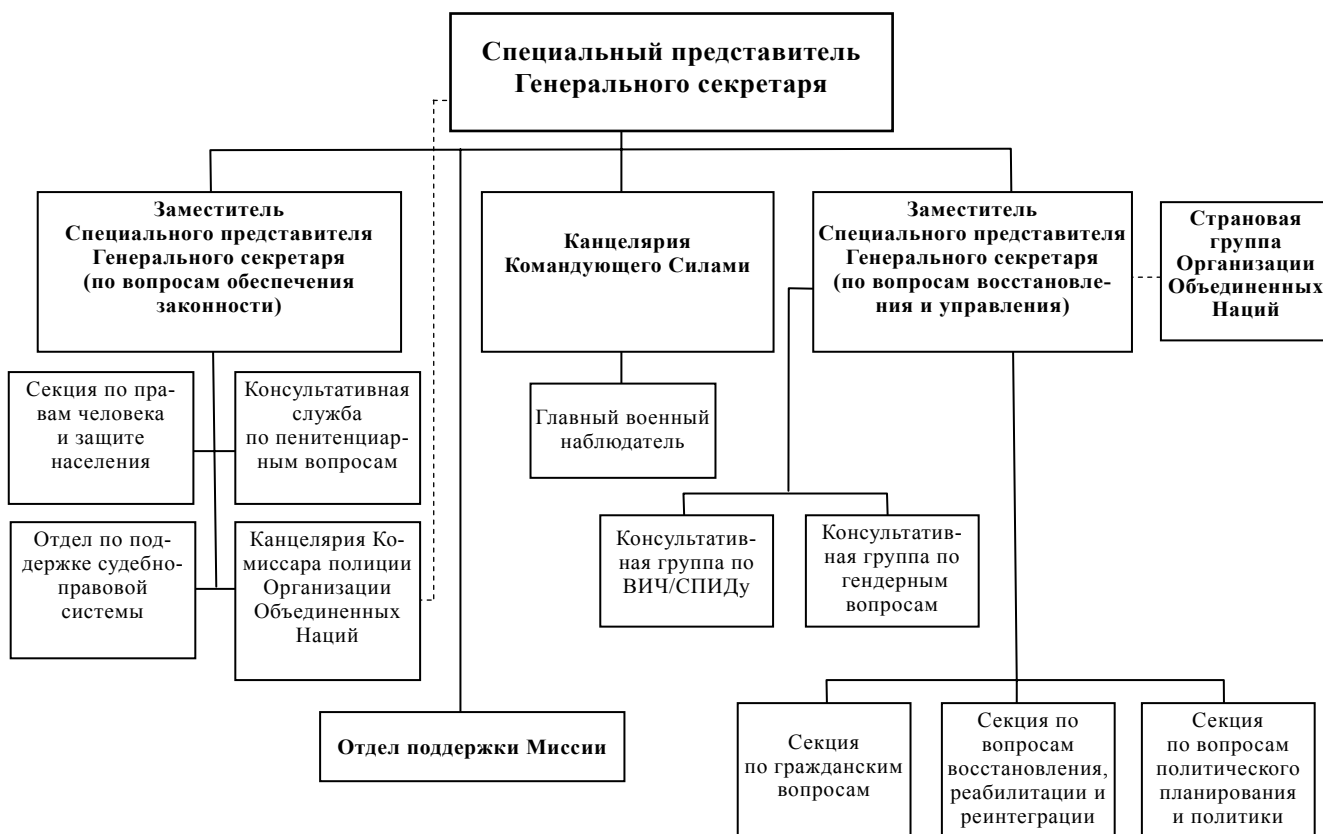 Специальный представитель
Генерального секретаря
Заместитель
Специального представителя
Генерального секретаря
(по вопросам обеспечения
законности)
Канцелярия
Командующего Силами
Заместитель
Специального представителя
Генерального секретаря
(по вопросам восстановле-
ния и управления)
Страновая
группа
Организации
Объединенных
Наций
Секция по пра-
вам человека
и защите
населения
Консультативная
служба
по пенитенциар-
ным вопросам
Главный военный
наблюдатель
Отдел по под-
держке судебно-
правовой
системы
Канцелярия Ко-
миссара полиции
Организации
Объединенных
Наций
Консультатив-
ная группа по
ВИЧ/СПИДу
Консультатив-
ная группа по
гендерным
вопросам
Отдел поддержки Миссии
Секция
по гражданским
вопросам
Секция по
вопросам
восстановления,
реабилитации и
реинтеграции
Секция
по вопросам
политического
планирования
и политики